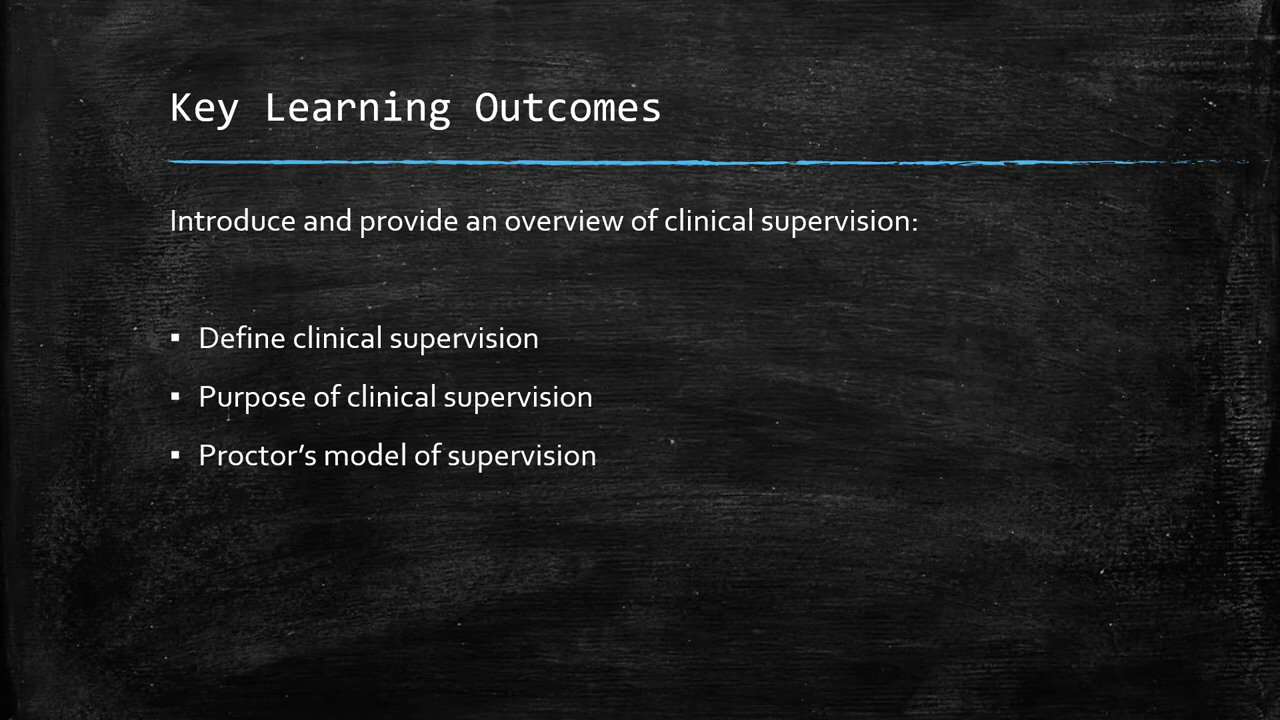 Key Learning Outcomes
Introduce and provide an overview of clinical supervision:
▪ Define clinical supervision
▪ Purpose of clinical supervision
▪ Proctor’s model of supervision